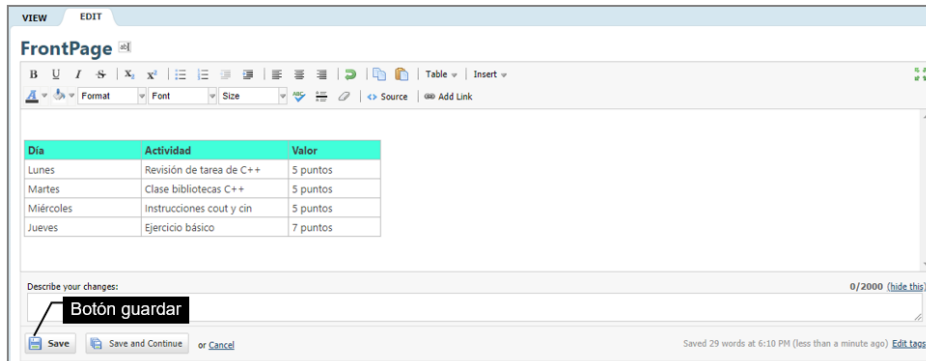 VIEW EDIT
FrontPage
B U I S X₂ X² Table Insert
A Format Font Size ABC Source Add Link
Día Actividad Valor
Lunes Revisión de tarea de C++ 5 puntos
Martes Clase bibliotecas C++ 5 puntos
Miércoles Instrucciones cout y cin 5 puntos
Jueves Ejercicio básico 7 puntos
Describe your changes: 0/2000 (hide this)
Botón guardar
Save Save and Continue or Cancel Saved 29 words at 6:10 PM (less than a minute ago) Edit tags